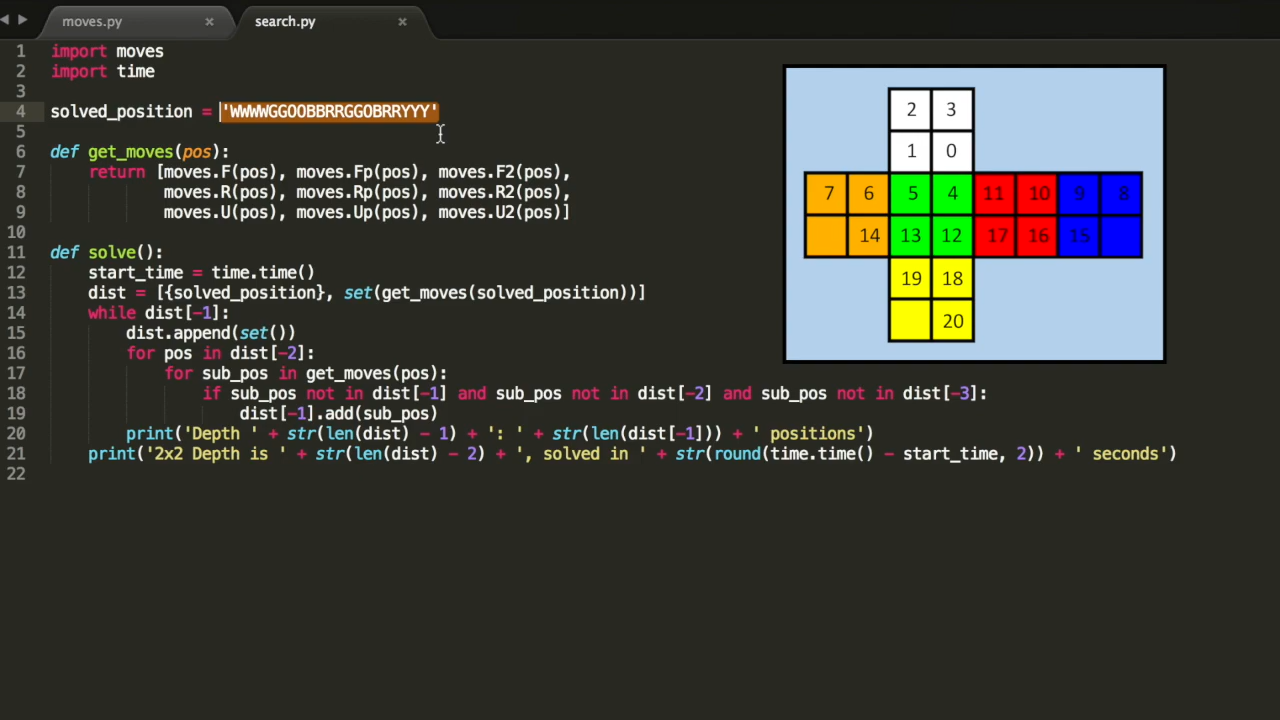 moves.py × search.py ×
1 import moves
2 import time
3
4 solved_position = 'WWWWGGOOBBRRGGOBRRYYY'
5
6 def get_moves(pos):
7 return [moves.F(pos), moves.Fp(pos), moves.F2(pos),
8 moves.R(pos), moves.Rp(pos), moves.R2(pos),
9 moves.U(pos), moves.Up(pos), moves.U2(pos)]
10
11 def solve():
12 start_time = time.time()
13 dist = [{solved_position}, set(get_moves(solved_position))]
14 while dist[-1]:
15 dist.append(set())
16 for pos in dist[-2]:
17 for sub_pos in get_moves(pos):
18 if sub_pos not in dist[-1] and sub_pos not in dist[-2] and sub_pos not in dist[-3]:
19 dist[-1].add(sub_pos)
20 print('Depth ' + str(len(dist) - 1) + ': ' + str(len(dist[-1])) + ' positions')
21 print('2x2 Depth is ' + str(len(dist) - 2) + ', solved in ' + str(round(time.time() - start_time, 2)) + ' seconds')
22
2 3
1 0
7 6 5 4 11 10 9 8
14 13 12 17 16 15
19 18
20